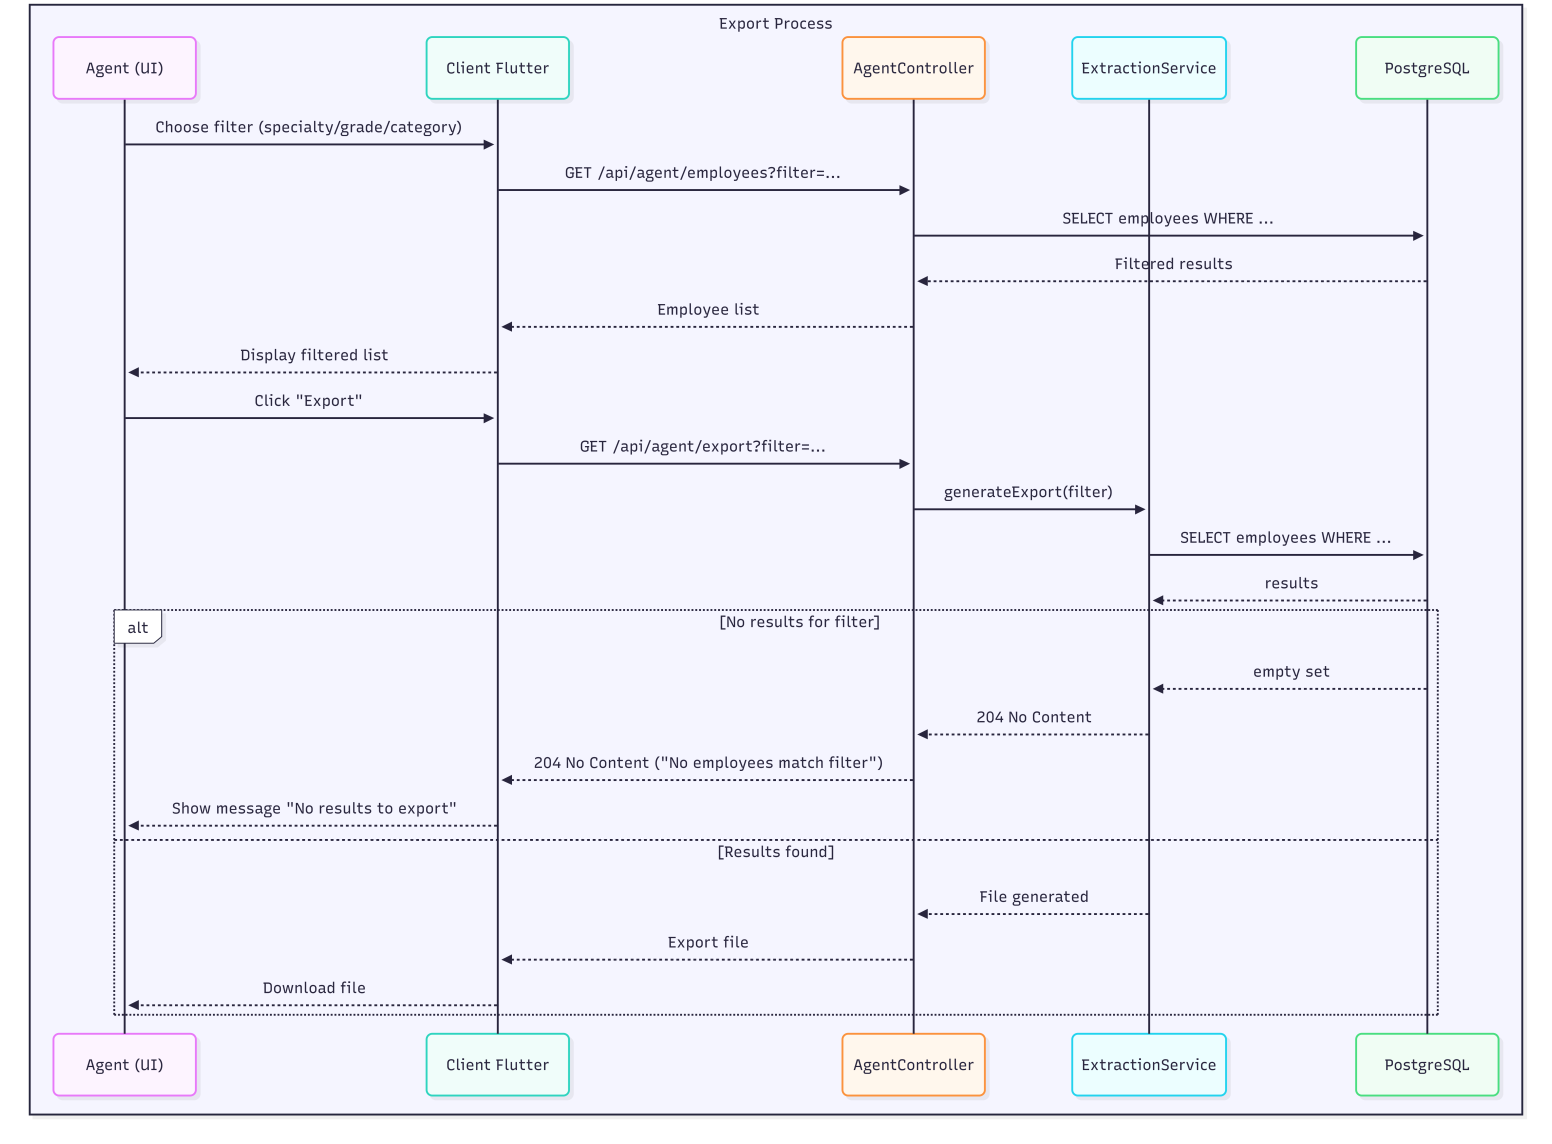 Export Process
Agent (UI)
Client Flutter
AgentController
ExtractionService
PostgreSQL
Choose filter (specialty/grade/category)
GET /api/agent/employees?filter=...
SELECT employees WHERE ...
Filtered results
Employee list
Display filtered list
Click "Export"
GET /api/agent/export?filter=...
generateExport(filter)
SELECT employees WHERE ...
results
alt
[No results for filter]
empty set
204 No Content
204 No Content ("No employees match filter")
Show message "No results to export"
[Results found]
File generated
Export file
Download file
Agent (UI)
Client Flutter
AgentController
ExtractionService
PostgreSQL